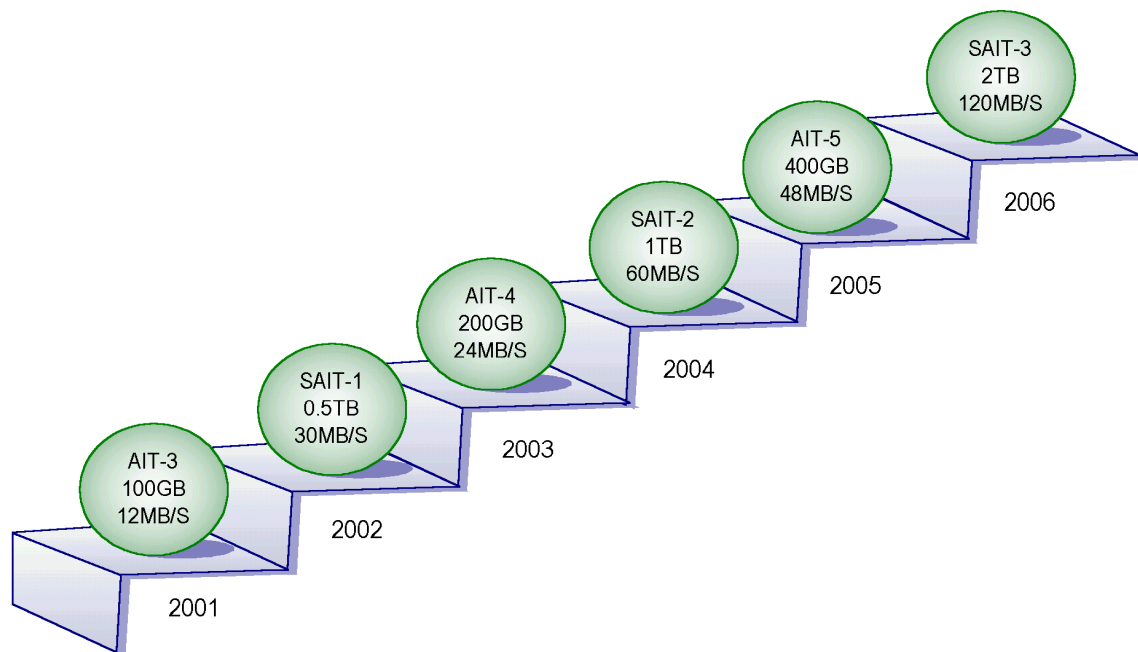 SAIT-3
2TB
120MB/S
AIT-5
400GB
48MB/S
2006
SAIT-2
1TB
60MB/S
2005
AIT-4
200GB
24MB/S
2004
SAIT-1
0.5TB
30MB/S
2003
AIT-3
100GB
12MB/S
2002
2001